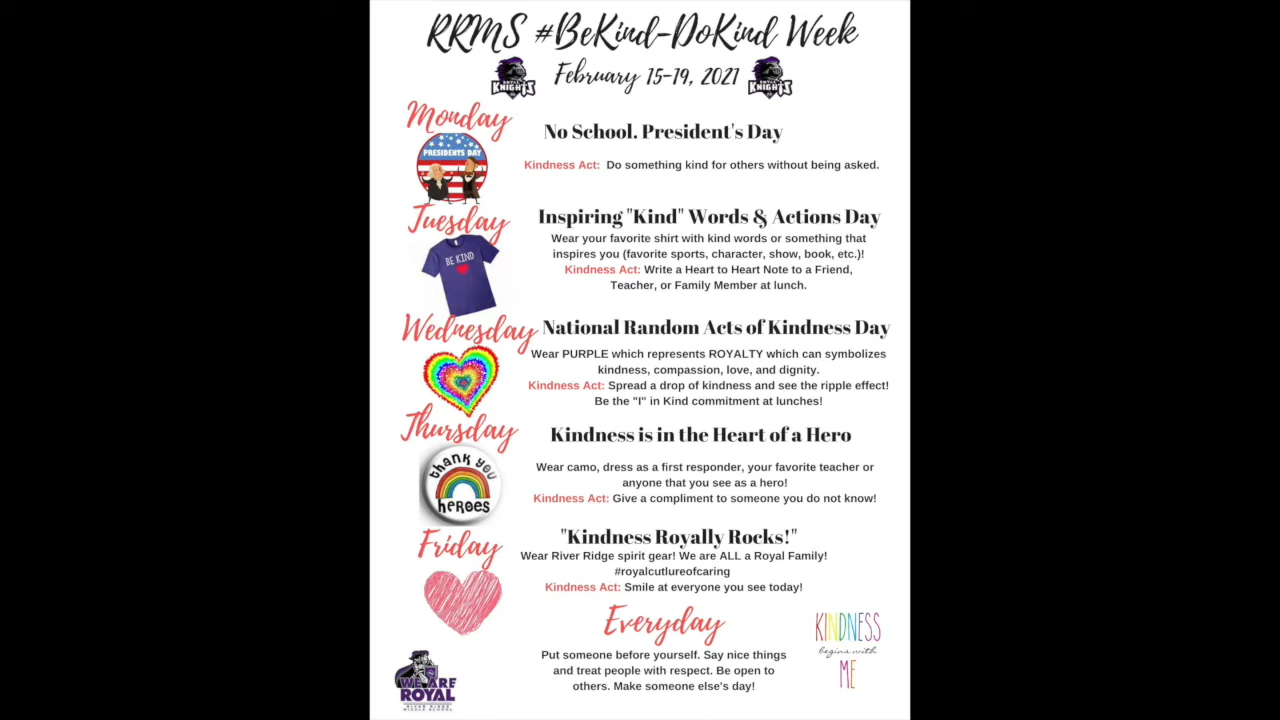 RRMS #BeKind-DoKind Week
February 15-19, 2021
ROYAL
KNIGHTS
ROYAL
KNIGHTS
Monday
PRESIDENTS DAY
No School. President's Day
Kindness Act: Do something kind for others without being asked.
Tuesday
BE KIND
Inspiring "Kind" Words & Actions Day
Wear your favorite shirt with kind words or something that
inspires you (favorite sports, character, show, book, etc.)!
Kindness Act: Write a Heart to Heart Note to a Friend,
Teacher, or Family Member at lunch.
Wednesday
National Random Acts of Kindness Day
Wear PURPLE which represents ROYALTY which can symbolizes
kindness, compassion, love, and dignity.
Kindness Act: Spread a drop of kindness and see the ripple effect!
Be the "I" in Kind commitment at lunches!
Thursday
thank you
heroes
Kindness is in the Heart of a Hero
Wear camo, dress as a first responder, your favorite teacher or
anyone that you see as a hero!
Kindness Act: Give a compliment to someone you do not know!
Friday
"Kindness Royally Rocks!"
Wear River Ridge spirit gear! We are ALL a Royal Family!
#royalcutlureofcaring
Kindness Act: Smile at everyone you see today!
Everyday
Put someone before yourself. Say nice things
and treat people with respect. Be open to
others. Make someone else's day!
KINDNESS
begins with
ME
WE ARE
ROYAL
RIVER RIDGE
MIDDLE SCHOOL